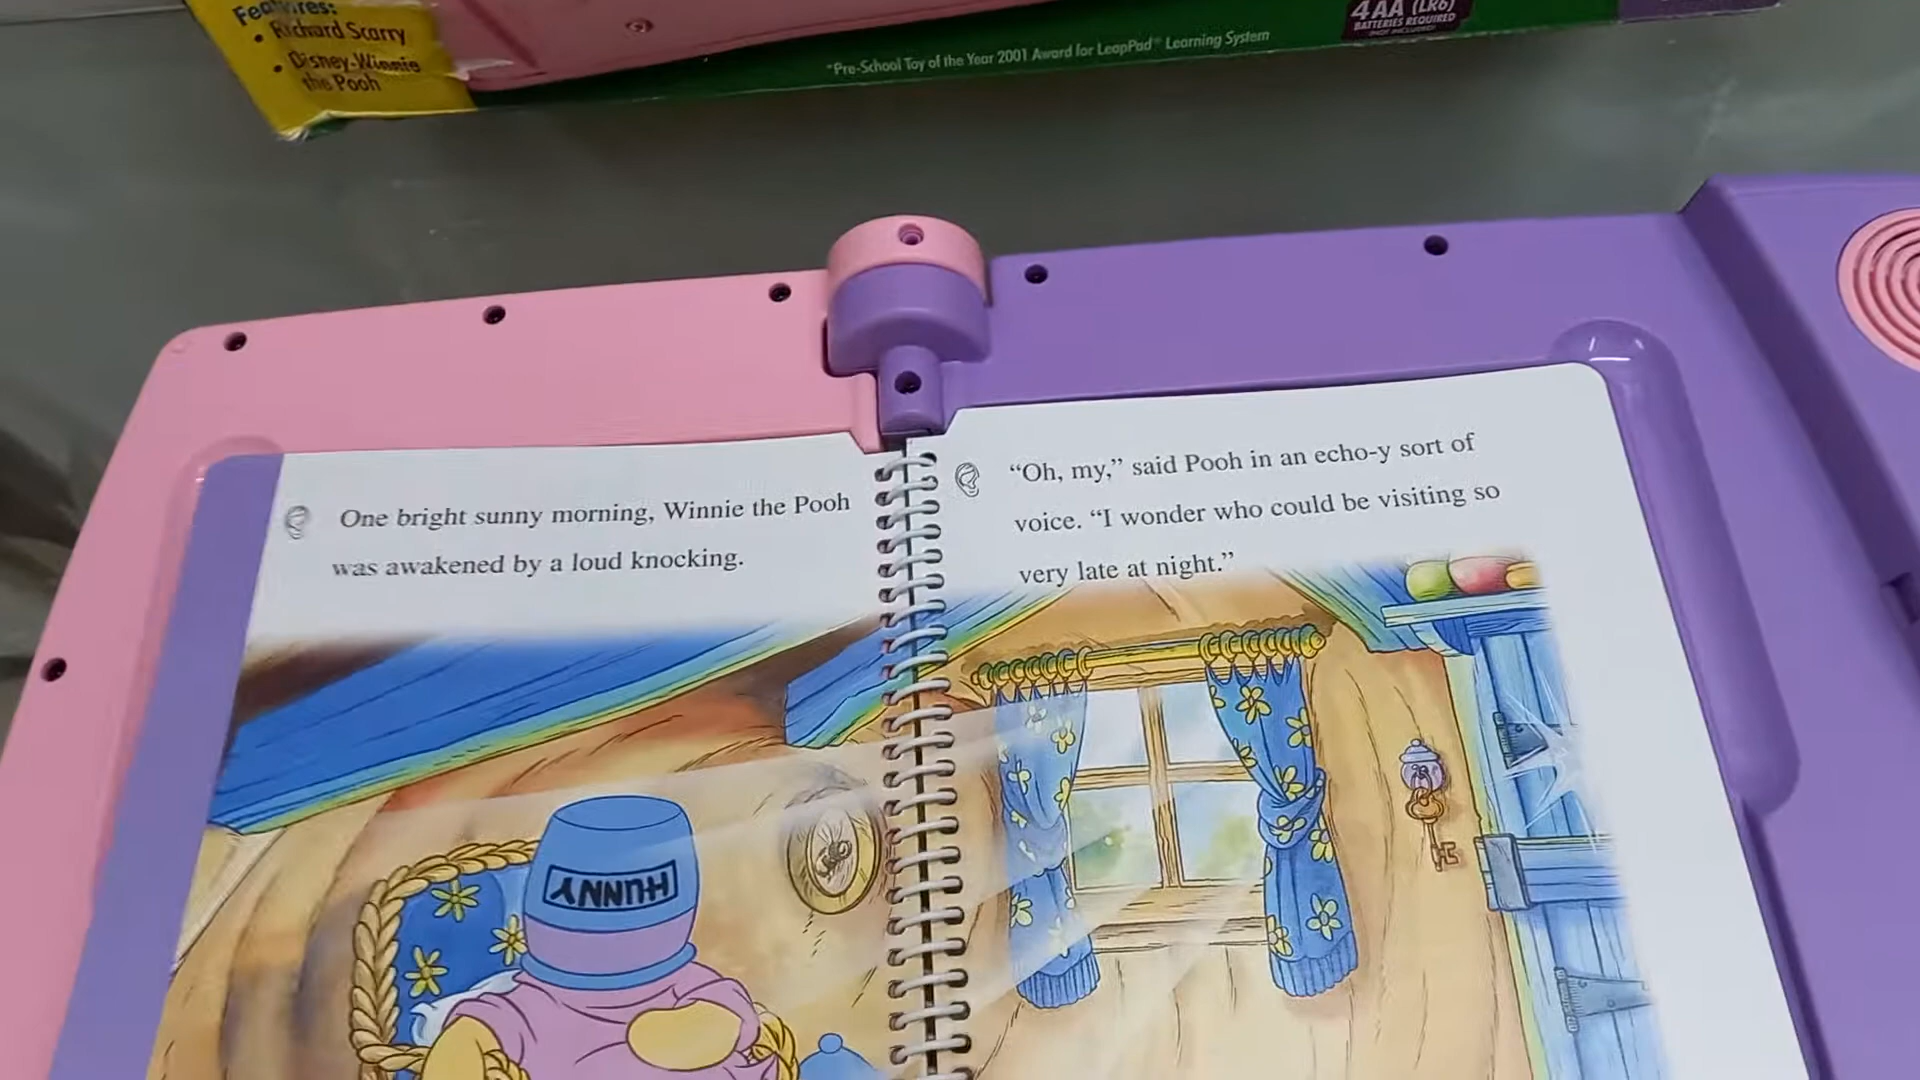 Features:
• Richard Scarry
• Disney-Winnie
the Pooh
*Pre-School Toy of the Year 2001 Award for LeapPad® Learning System
4AA (LR6)
BATTERIES REQUIRED
(NOT INCLUDED)
One bright sunny morning, Winnie the Pooh
was awakened by a loud knocking.
“Oh, my,” said Pooh in an echo-y sort of
voice. “I wonder who could be visiting so
very late at night.”
HUNNY